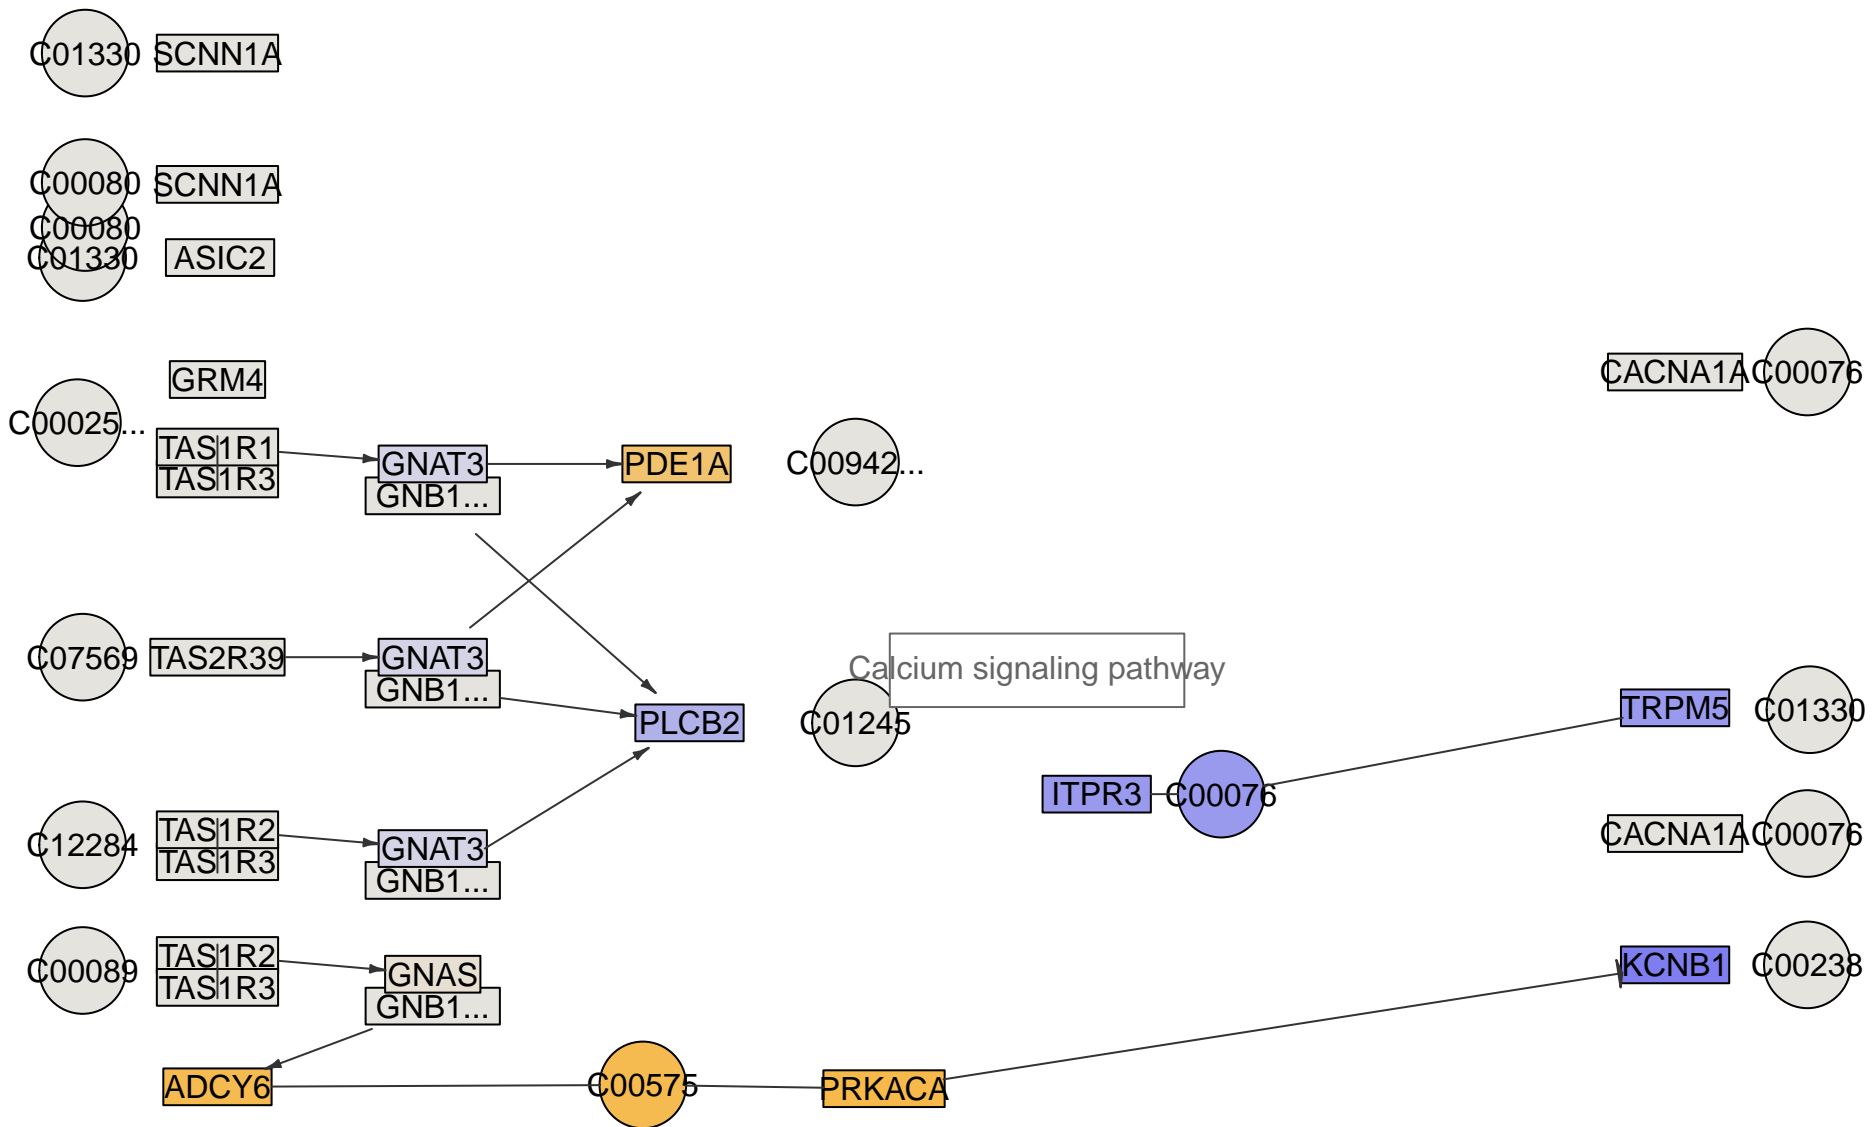 C01330 SCNN1A
C00080 SCNN1A
C00080
C01330 ASIC2
GRM4
CACNA1A C00076
C00025...
TAS1R1
GNAT3 PDE1A C00942...
TAS1R3
GNB1...
C07569 TAS2R39 GNAT3
Calcium signaling pathway
GNB1...
PLCB2 C01245
TRPM5 C01330
ITPR3 C00076
TAS1R2
CACNA1A C00076
C12284
GNAT3
TAS1R3
GNB1...
TAS1R2
C00089
GNAS
KCNB1 C00238
TAS1R3
GNB1...
ADCY6 C00575 PRKACA